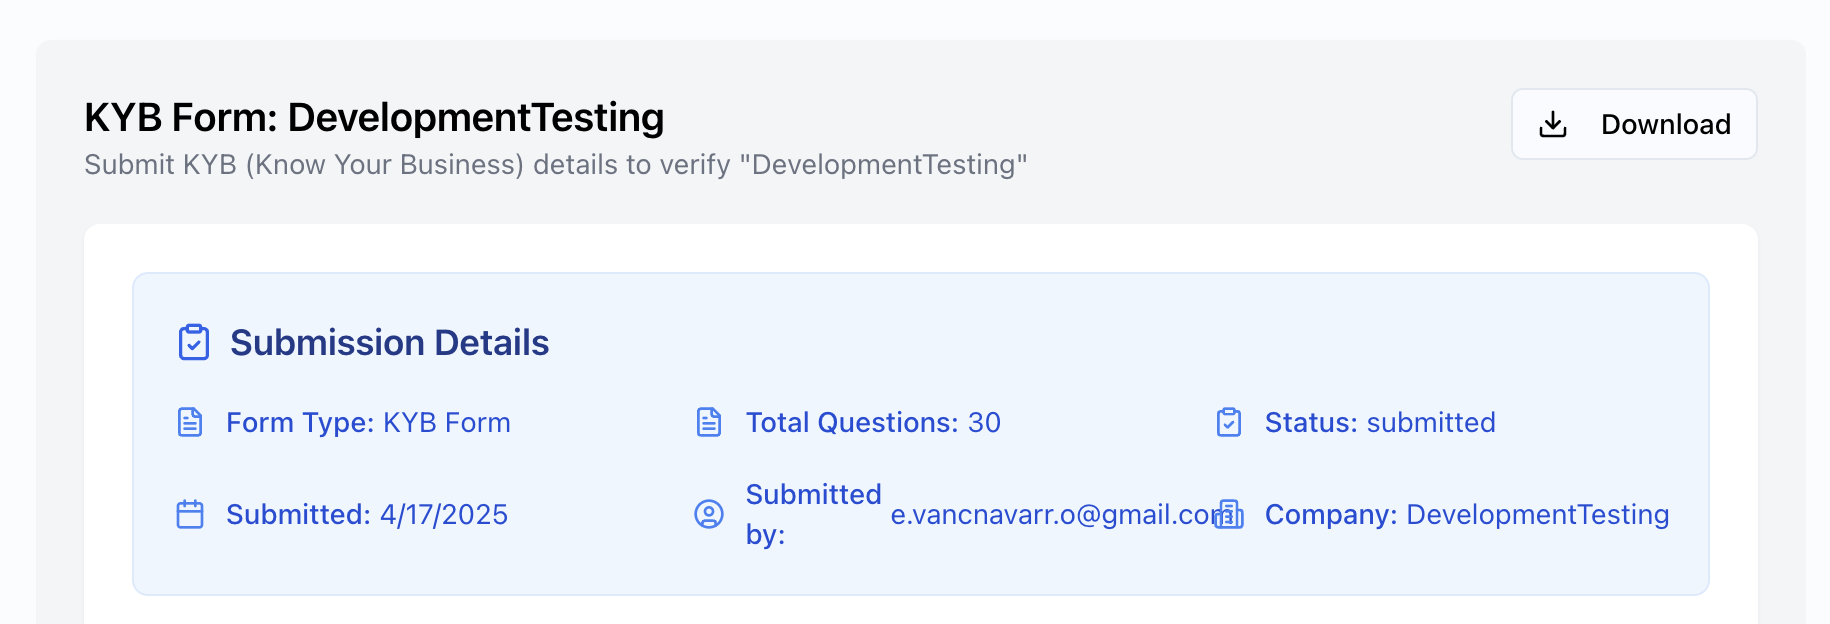 KYB Form: DevelopmentTesting
Submit KYB (Know Your Business) details to verify "DevelopmentTesting"
Download
Submission Details
Form Type: KYB Form
Total Questions: 30
Status: submitted
Submitted: 4/17/2025
Submitted by: e.vancnavarr.o@gmail.com
Company: DevelopmentTesting